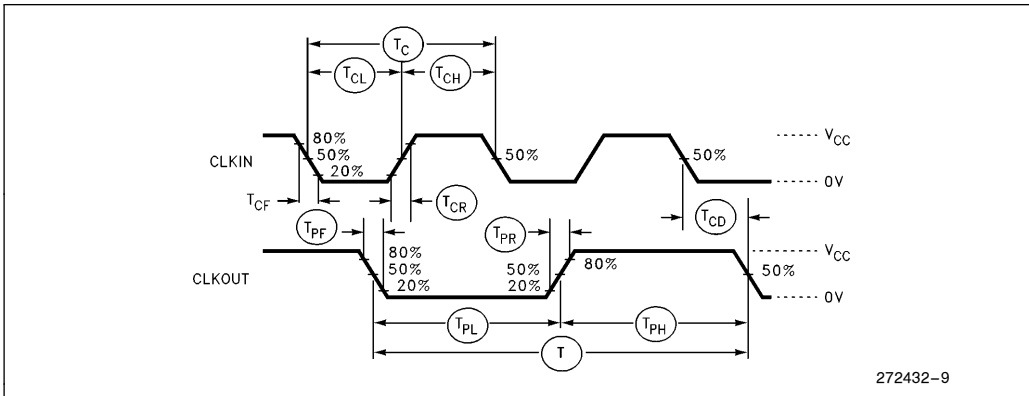 T_C
T_CL T_CH
CLKIN 80% 50% 20% 50% 50% V_CC 0V
T_CF T_CR T_CD
T_PF T_PR
CLKOUT 80% 50% 20% 50% 20% 80% 50% V_CC 0V
T_PL T_PH
T
272432–9